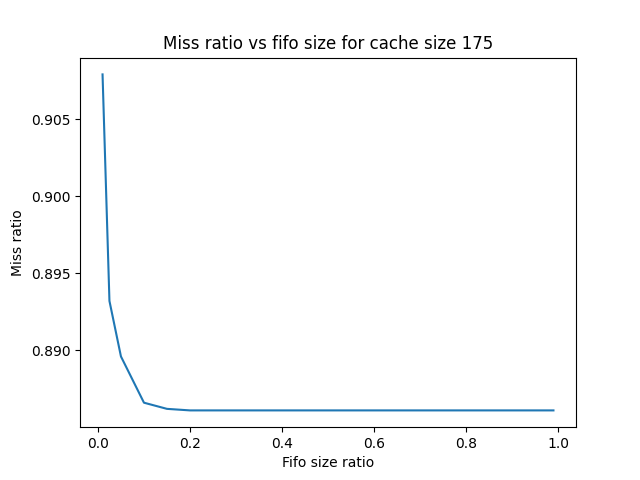 Miss ratio vs fifo size for cache size 175
0.905
0.900
0.895
0.890
Miss ratio
0.0 0.2 0.4 0.6 0.8 1.0
Fifo size ratio